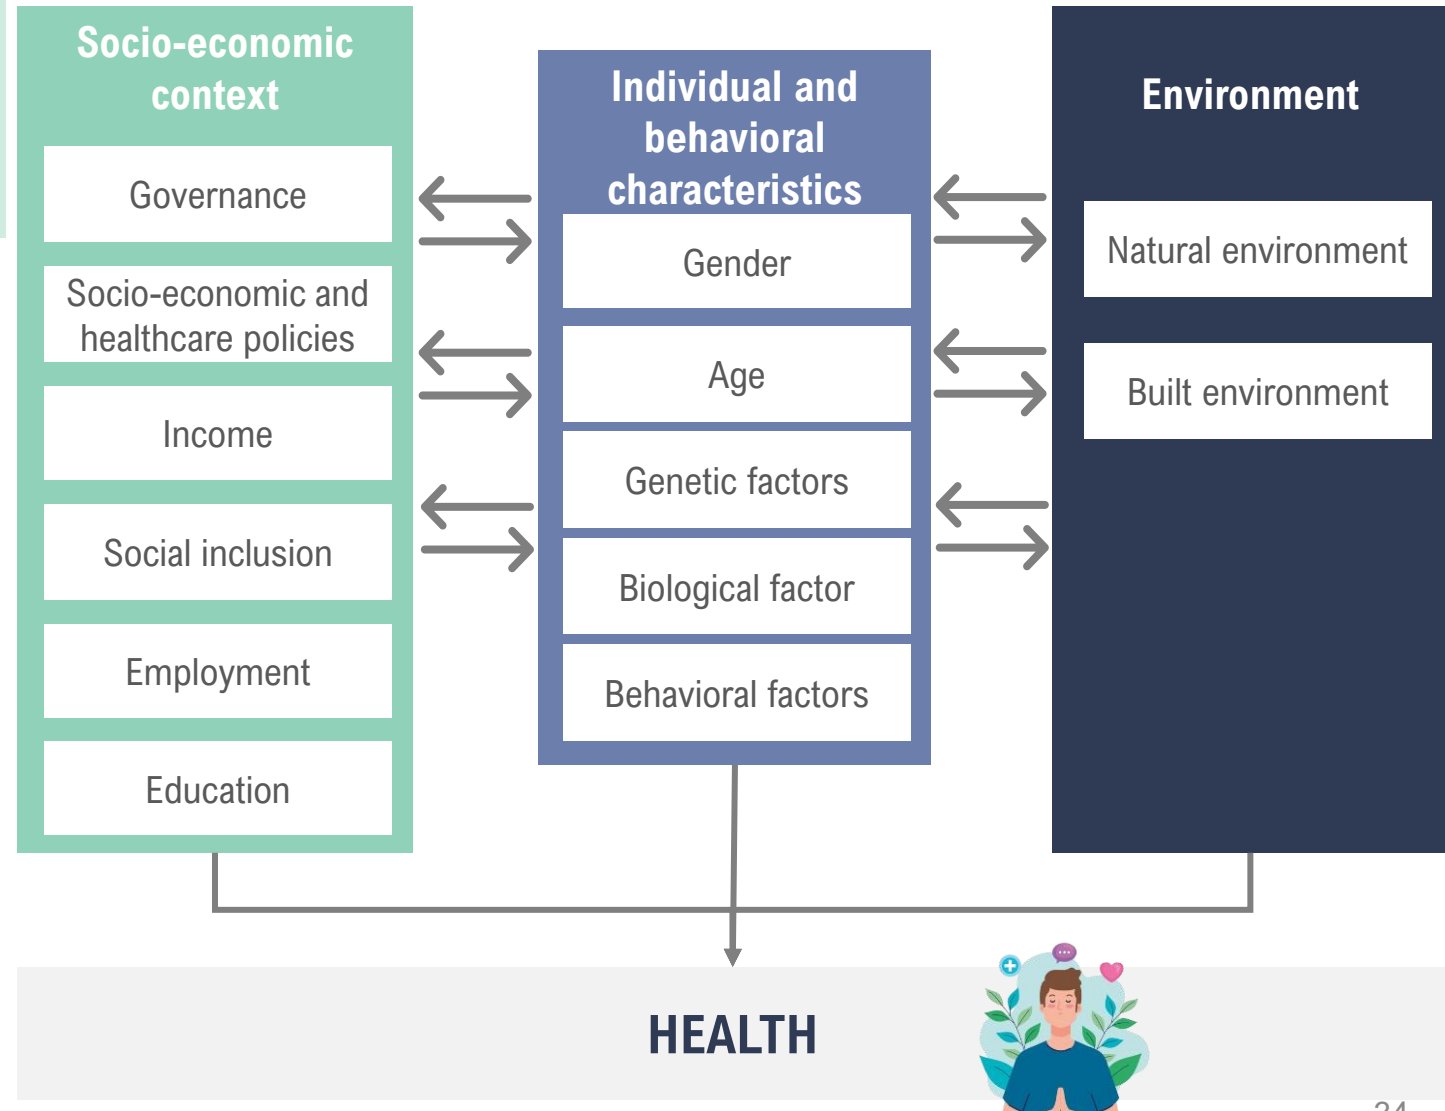 Socio-economic
context
Governance
Socio-economic and
healthcare policies
Income
Social inclusion
Employment
Education
Individual and
behavioral
characteristics
Gender
Age
Genetic factors
Biological factor
Behavioral factors
Environment
Natural environment
Built environment
HEALTH